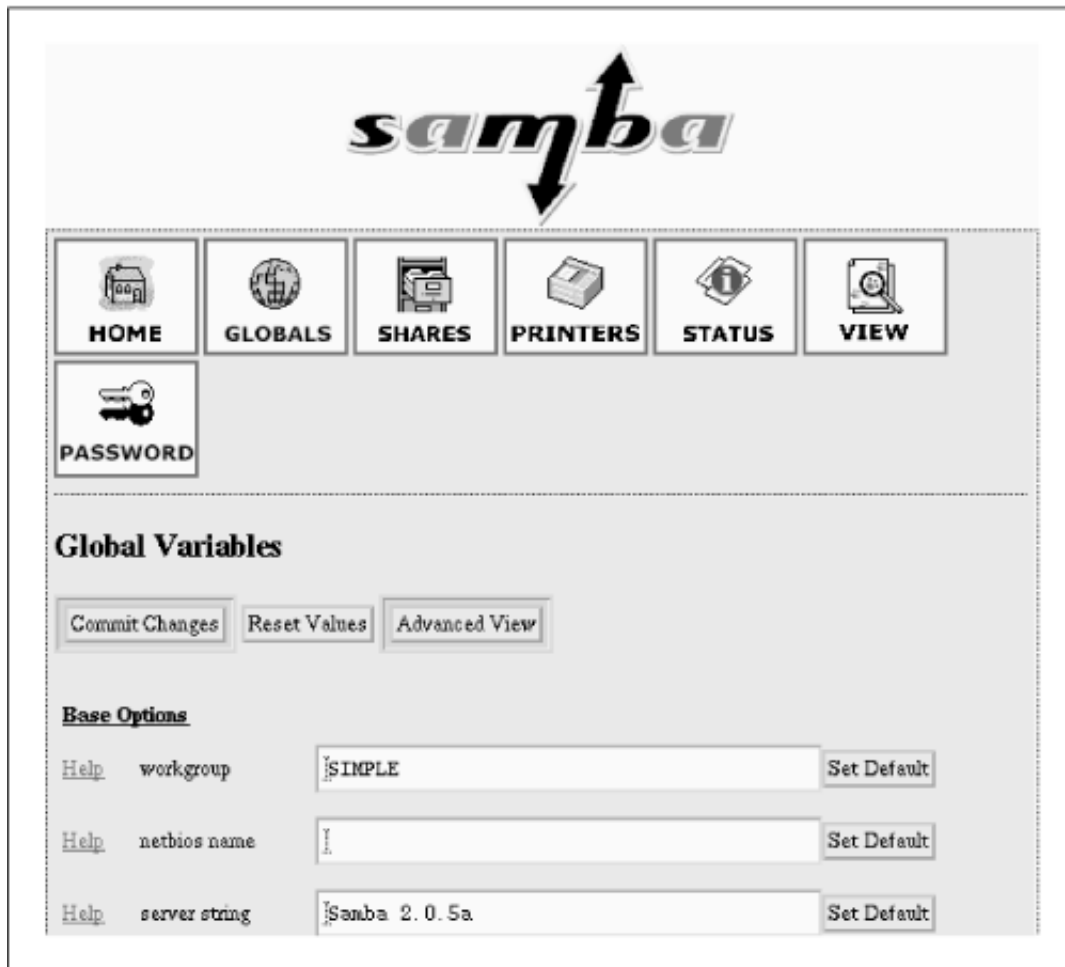 samba
HOME GLOBALS SHARES PRINTERS STATUS VIEW
PASSWORD
Global Variables
Commit Changes Reset Values Advanced View
Base Options
Help workgroup SIMPLE Set Default
Help netbios name Set Default
Help server string Samba 2.0.5a Set Default